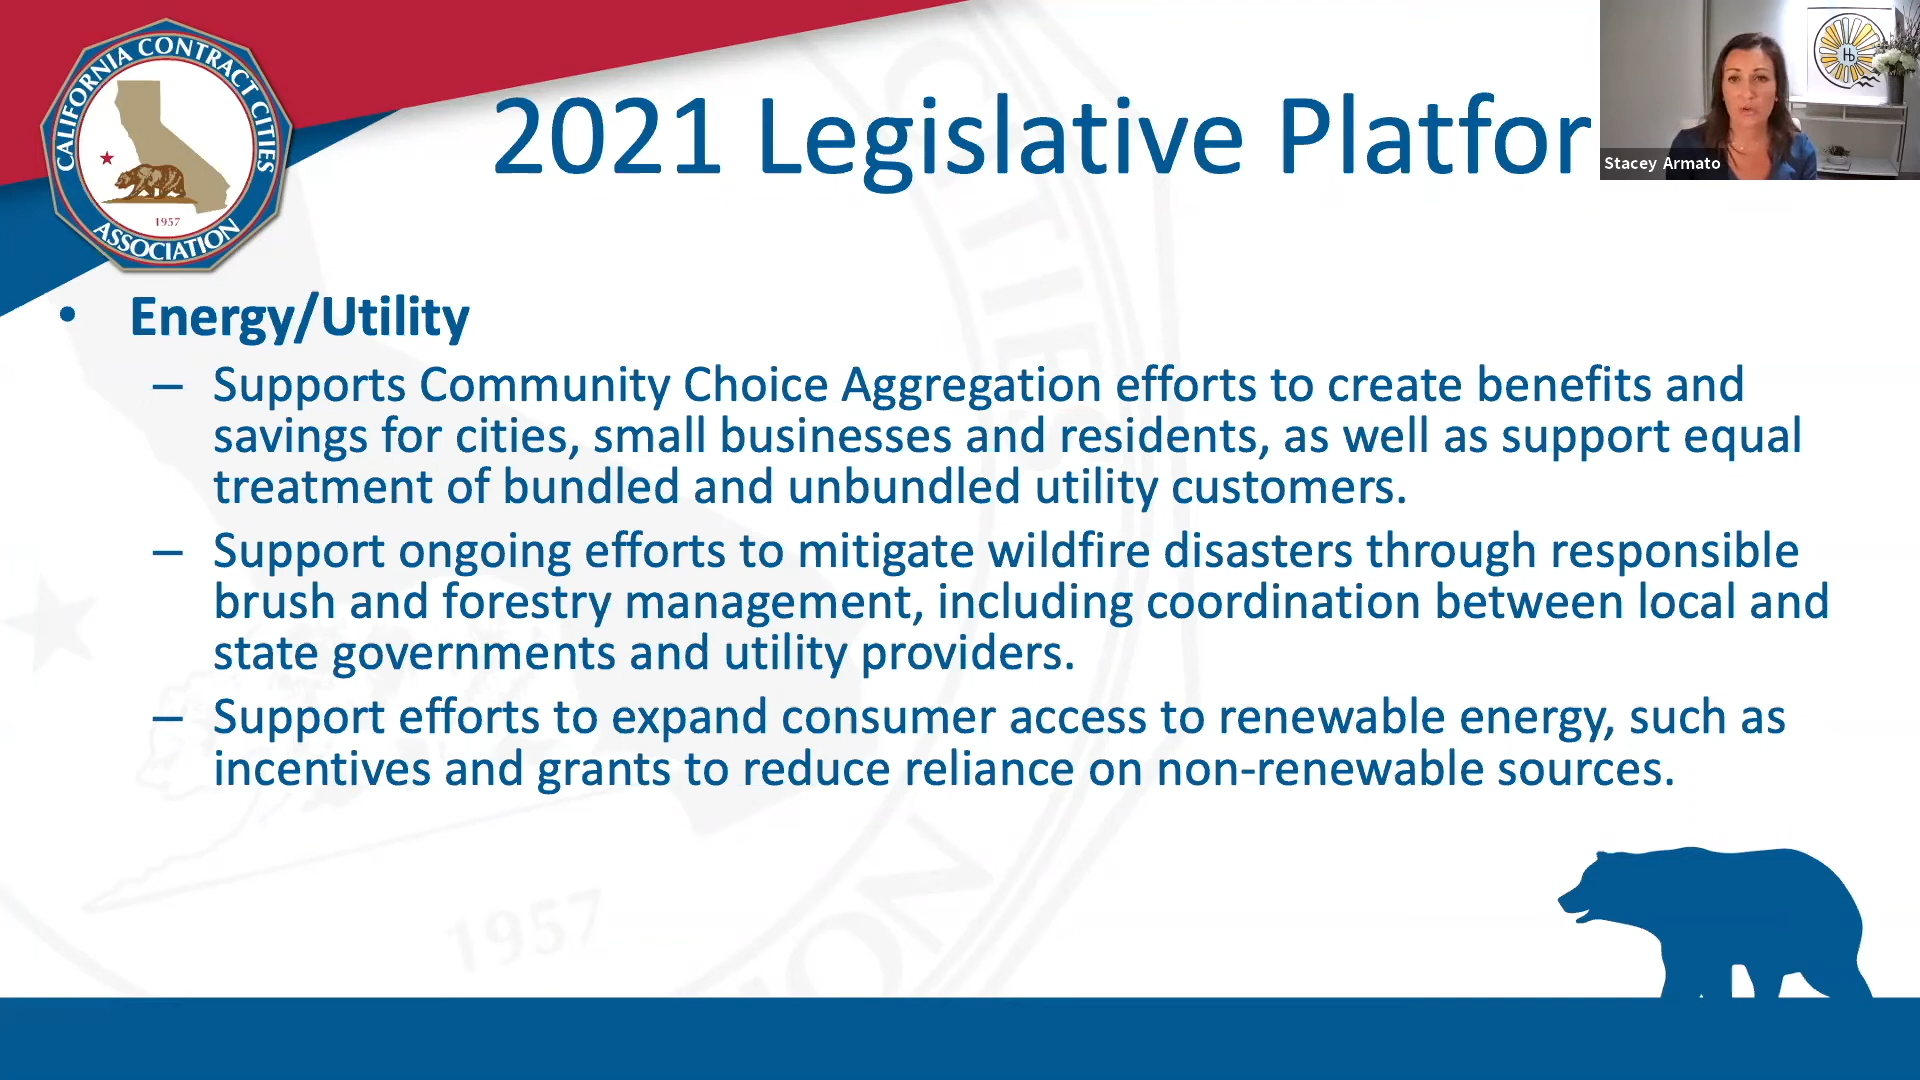 CALIFORNIA CONTRACT CITIES
1957
ASSOCIATION
2021 Legislative Platfor
Hb
Stacey Armato
• Energy/Utility
– Supports Community Choice Aggregation efforts to create benefits and
savings for cities, small businesses and residents, as well as support equal
treatment of bundled and unbundled utility customers.
– Support ongoing efforts to mitigate wildfire disasters through responsible
brush and forestry management, including coordination between local and
state governments and utility providers.
– Support efforts to expand consumer access to renewable energy, such as
incentives and grants to reduce reliance on non-renewable sources.
CITIES
1957
ION